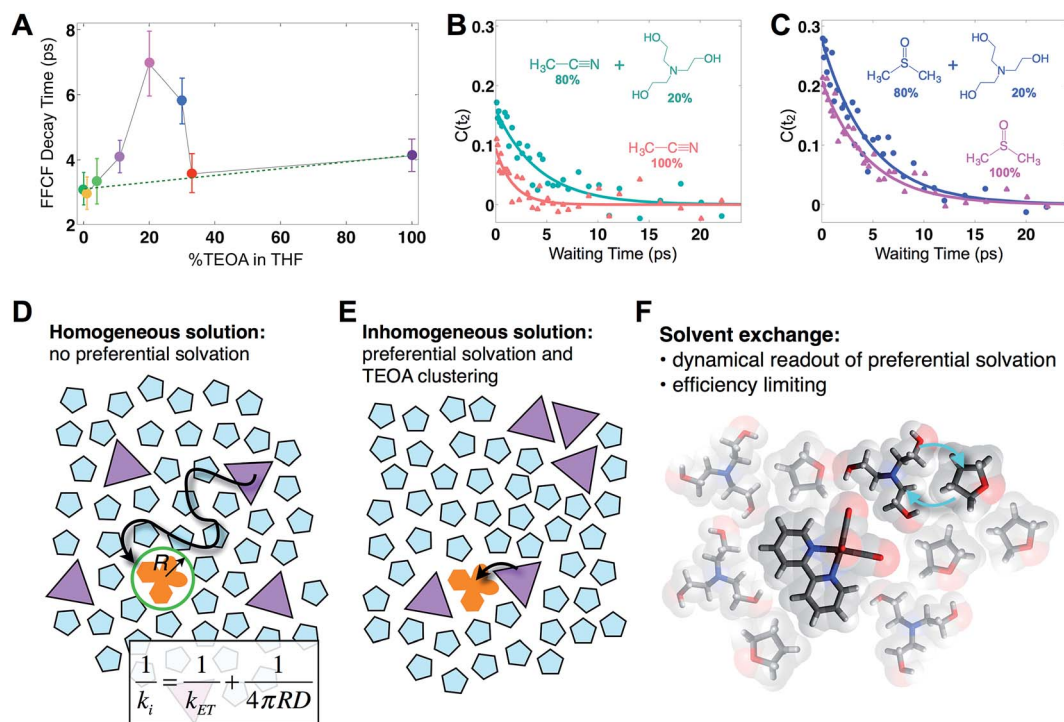 A
FFCF Decay Time (ps)
8
6
4
2
0
20
40
60
80
100
%TEOA in THF
B
C(t₂)
0.3
0.2
0.1
0
H₃C—C≡N
80%
+
HO
OH
N
HO
20%
H₃C—C≡N
100%
0
5
10
15
20
Waiting Time (ps)
C
C(t₂)
0.3
0.2
0.1
0
O
S
H₃C CH₃
80%
+
HO
OH
N
HO
20%
O
S
H₃C CH₃
100%
0
5
10
15
20
Waiting Time (ps)
D
Homogeneous solution:
no preferential solvation
R
1/kᵢ = 1/k_ET + 1/4πRD
E
Inhomogeneous solution:
preferential solvation and
TEOA clustering
F
Solvent exchange:
• dynamical readout of preferential solvation
• efficiency limiting